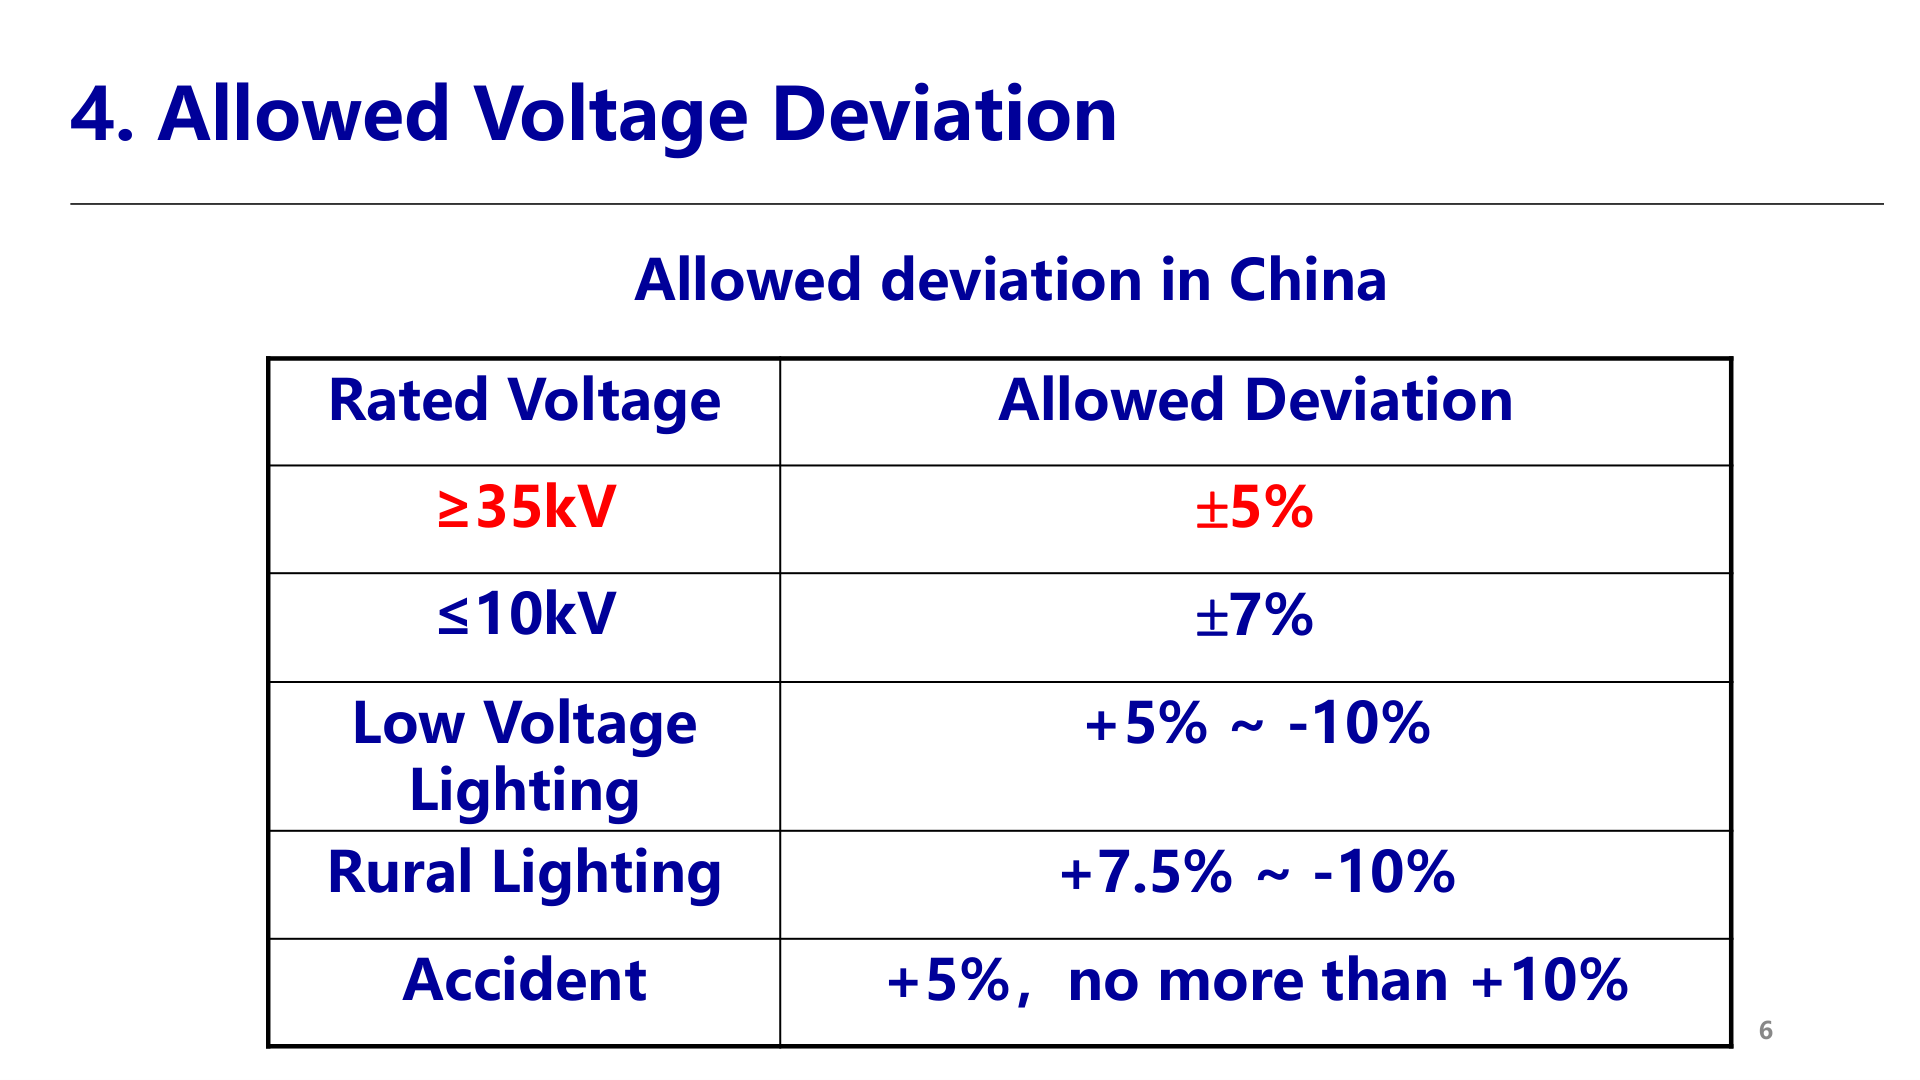 4. Allowed Voltage Deviation
Allowed deviation in China
Rated Voltage
Allowed Deviation
≥35kV
±5%
≤10kV
±7%
Low Voltage
Lighting
+5% ~ -10%
Rural Lighting
+7.5% ~ -10%
Accident
+5%，no more than +10%
6